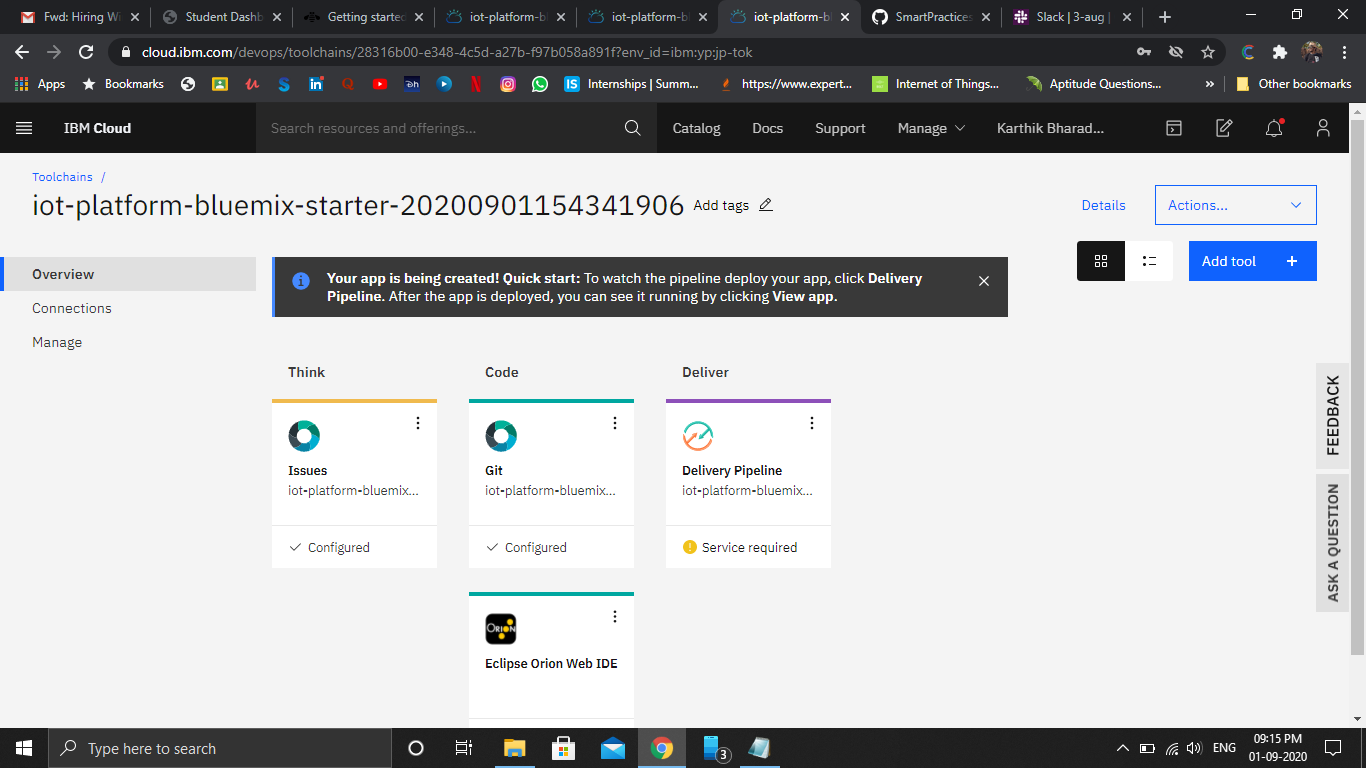 Fwd: Hiring Wi
Student Dashb
Getting started
iot-platform-bl
iot-platform-bl
iot-platform-bl
SmartPractices
Slack | 3-aug |
cloud.ibm.com/devops/toolchains/28316b00-e348-4c5d-a27b-f97b058a891f?env_id=ibm:yp:jp-tok
Apps
Bookmarks
Internships | Summ...
https://www.expert...
Internet of Things...
Aptitude Questions...
»
Other bookmarks
IBM Cloud
Search resources and offerings...
Catalog
Docs
Support
Manage
Karthik Bharad...
Toolchains /
iot-platform-bluemix-starter-20200901154341906
Add tags
Details
Actions...
Overview
Connections
Manage
Your app is being created! Quick start: To watch the pipeline deploy your app, click Delivery
Pipeline. After the app is deployed, you can see it running by clicking View app.
Add tool +
Think
Code
Deliver
Issues
iot-platform-bluemix...
Configured
Git
iot-platform-bluemix...
Configured
Delivery Pipeline
iot-platform-bluemix...
Service required
ORION
Eclipse Orion Web IDE
FEEDBACK
ASK A QUESTION
Type here to search
3
ENG
09:15 PM
01-09-2020